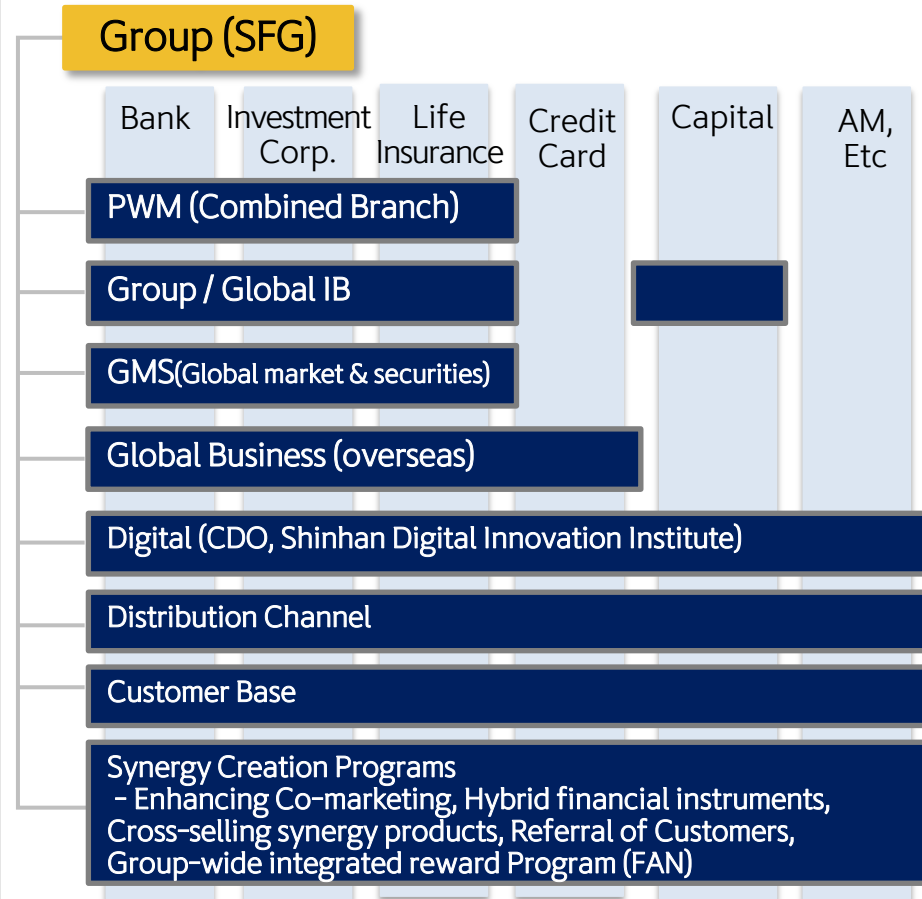 Group (SFG)
Bank
Investment
Corp.
Life
Insurance
Credit
Card
Capital
AM,
Etc
PWM (Combined Branch)
Group / Global IB
GMS(Global market & securities)
Global Business (overseas)
Digital (CDO, Shinhan Digital Innovation Institute)
Distribution Channel
Customer Base
Synergy Creation Programs
- Enhancing Co-marketing, Hybrid financial instruments,
Cross-selling synergy products, Referral of Customers,
Group-wide integrated reward Program (FAN)